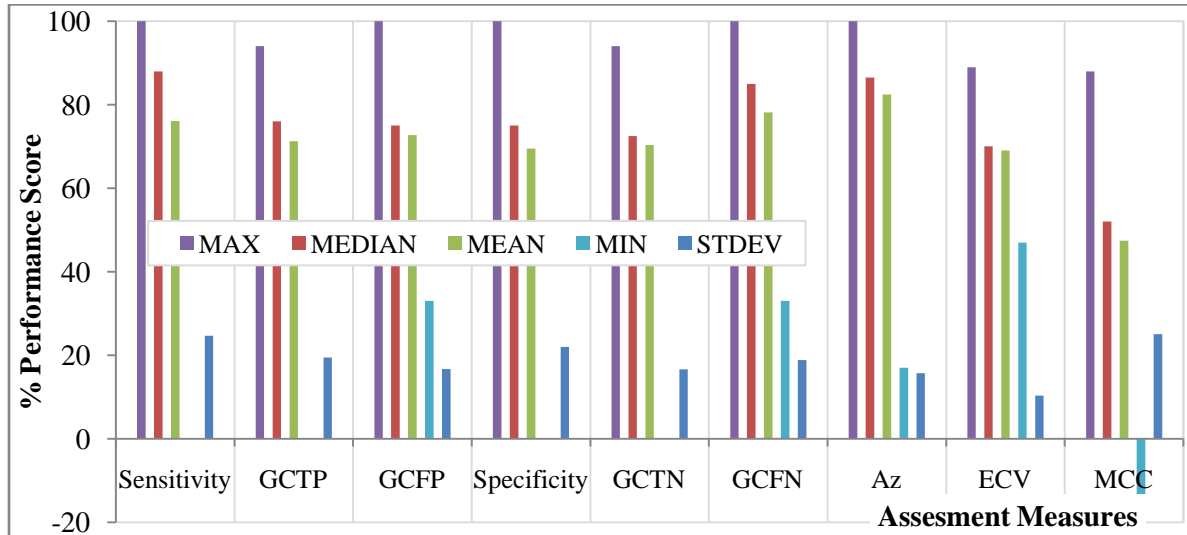 100
80
60
40
20
0
-20
% Performance Score
MAX MEDIAN MEAN MIN STDEV
Sensitivity GCTP GCFP Specificity GCTN GCFN Az ECV MCC
Assesment Measures